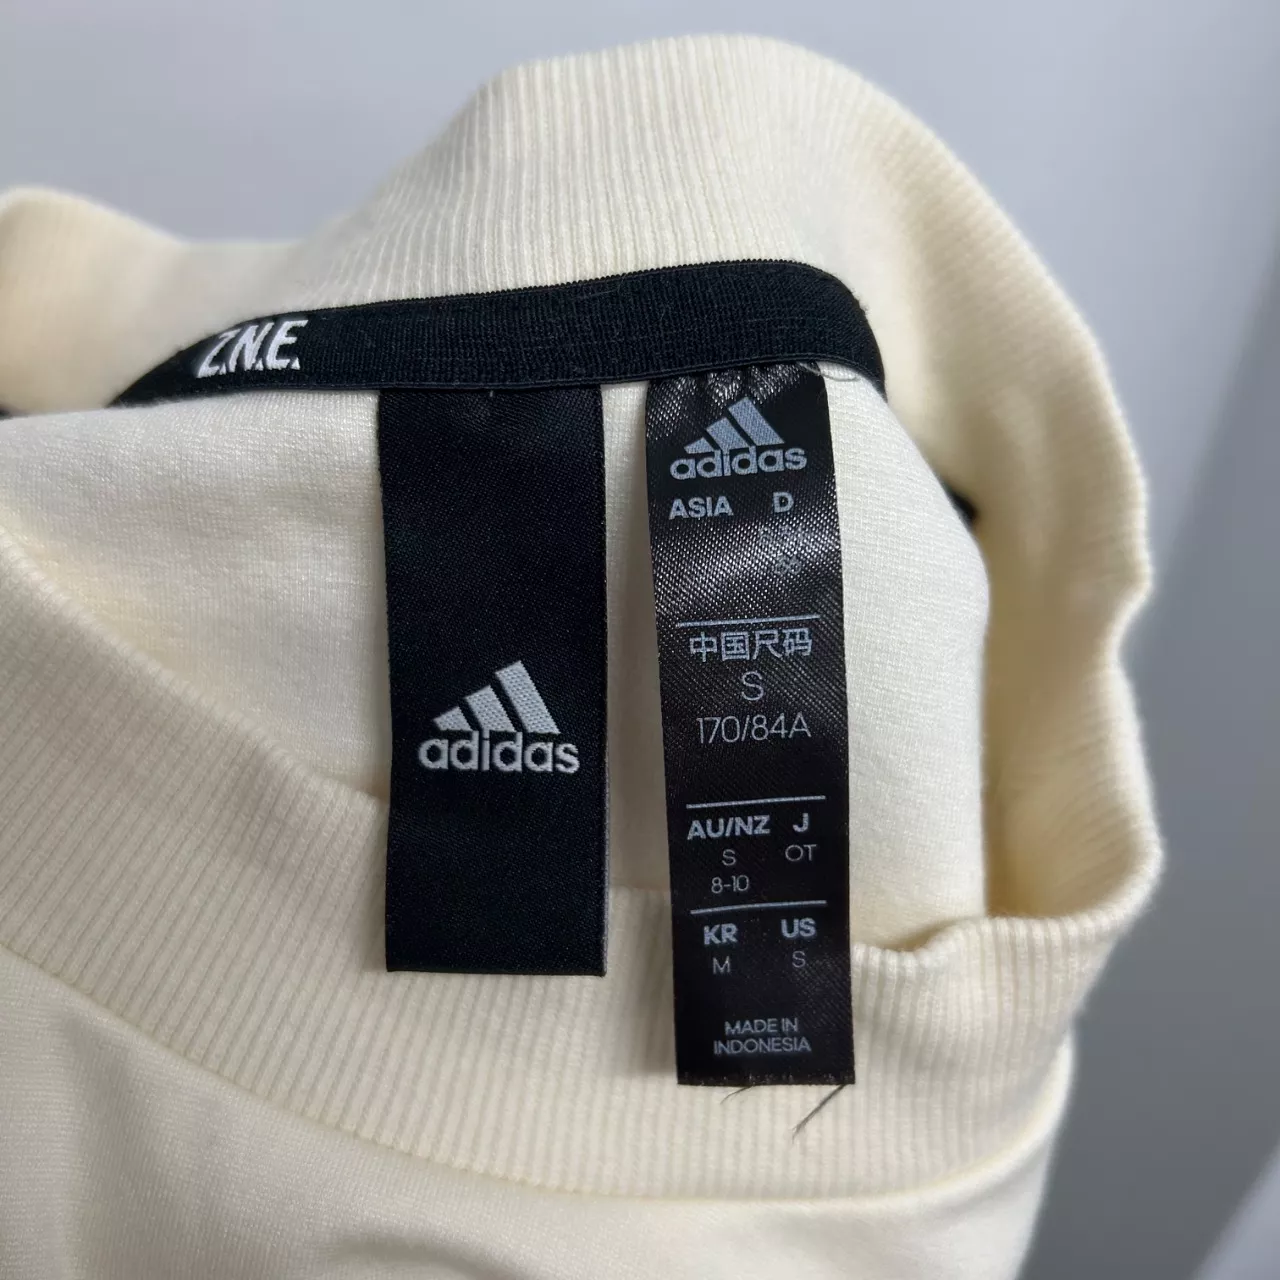 Z.N.E.
adidas
adidas
ASIA D
中国尺码
S
170/84A
AU/NZ J
S OT
8-10
KR US
M S
MADE IN
INDONESIA